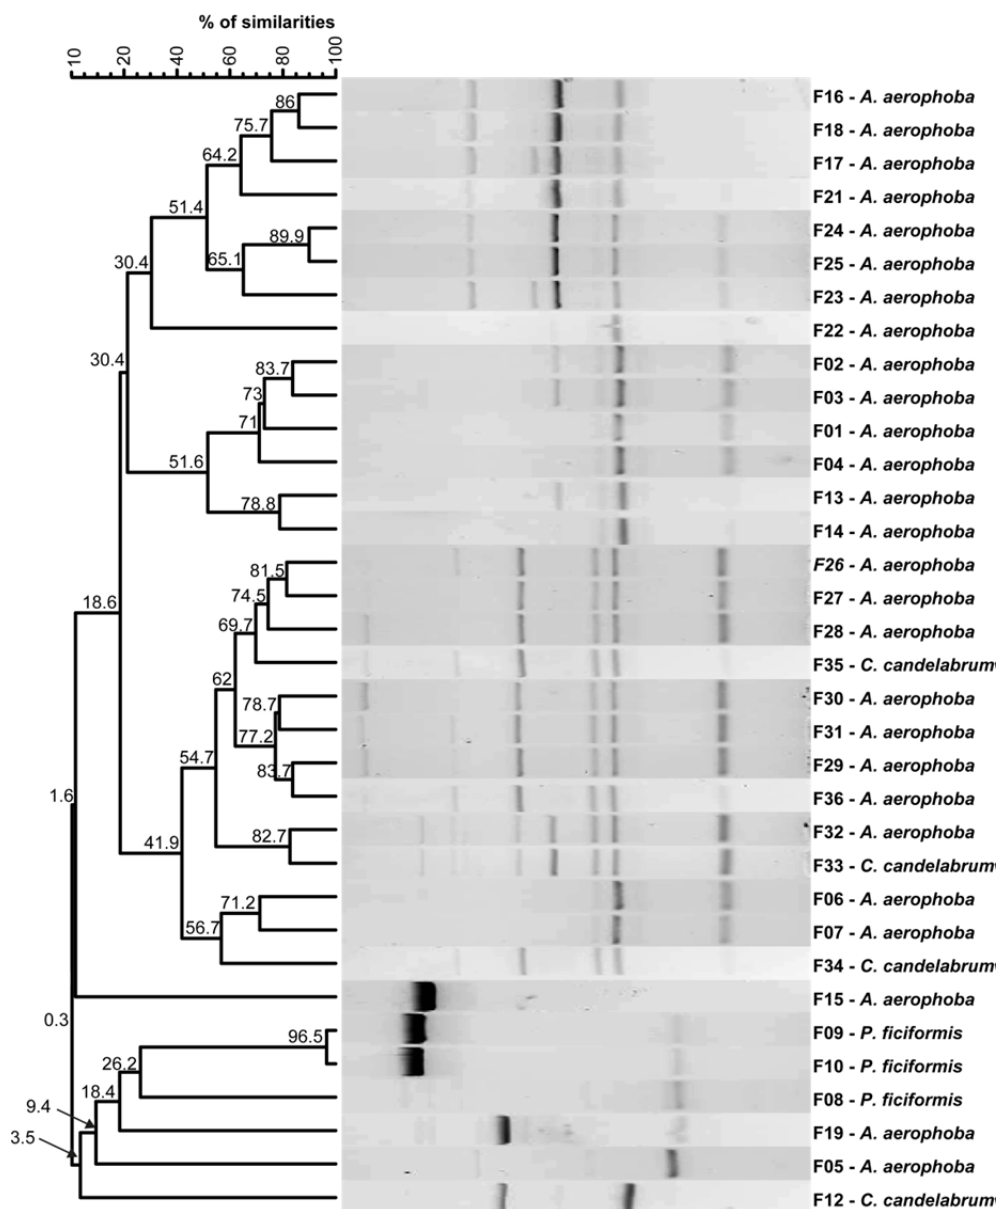 % of similarities
10 20 40 60 80 100
F16 - A. aerophoba
86
F18 - A. aerophoba
75.7
F17 - A. aerophoba
64.2
F21 - A. aerophoba
51.4
F24 - A. aerophoba
89.9
F25 - A. aerophoba
65.1
30.4
F23 - A. aerophoba
F22 - A. aerophoba
30.4
F02 - A. aerophoba
83.7
F03 - A. aerophoba
73
F01 - A. aerophoba
71
F04 - A. aerophoba
51.6
F13 - A. aerophoba
78.8
F14 - A. aerophoba
F26 - A. aerophoba
81.5
F27 - A. aerophoba
74.5
18.6
F28 - A. aerophoba
69.7
F35 - C. candelabrum
62
F30 - A. aerophoba
78.7
F31 - A. aerophoba
77.2
54.7
F29 - A. aerophoba
83.7
F36 - A. aerophoba
1.6
F32 - A. aerophoba
82.7
41.9
F33 - C. candelabrum
F06 - A. aerophoba
71.2
F07 - A. aerophoba
56.7
F34 - C. candelabrum
F15 - A. aerophoba
0.3
F09 - P. ficiformis
96.5
F10 - P. ficiformis
26.2
F08 - P. ficiformis
18.4
9.4
F19 - A. aerophoba
3.5
F05 - A. aerophoba
F12 - C. candelabrum